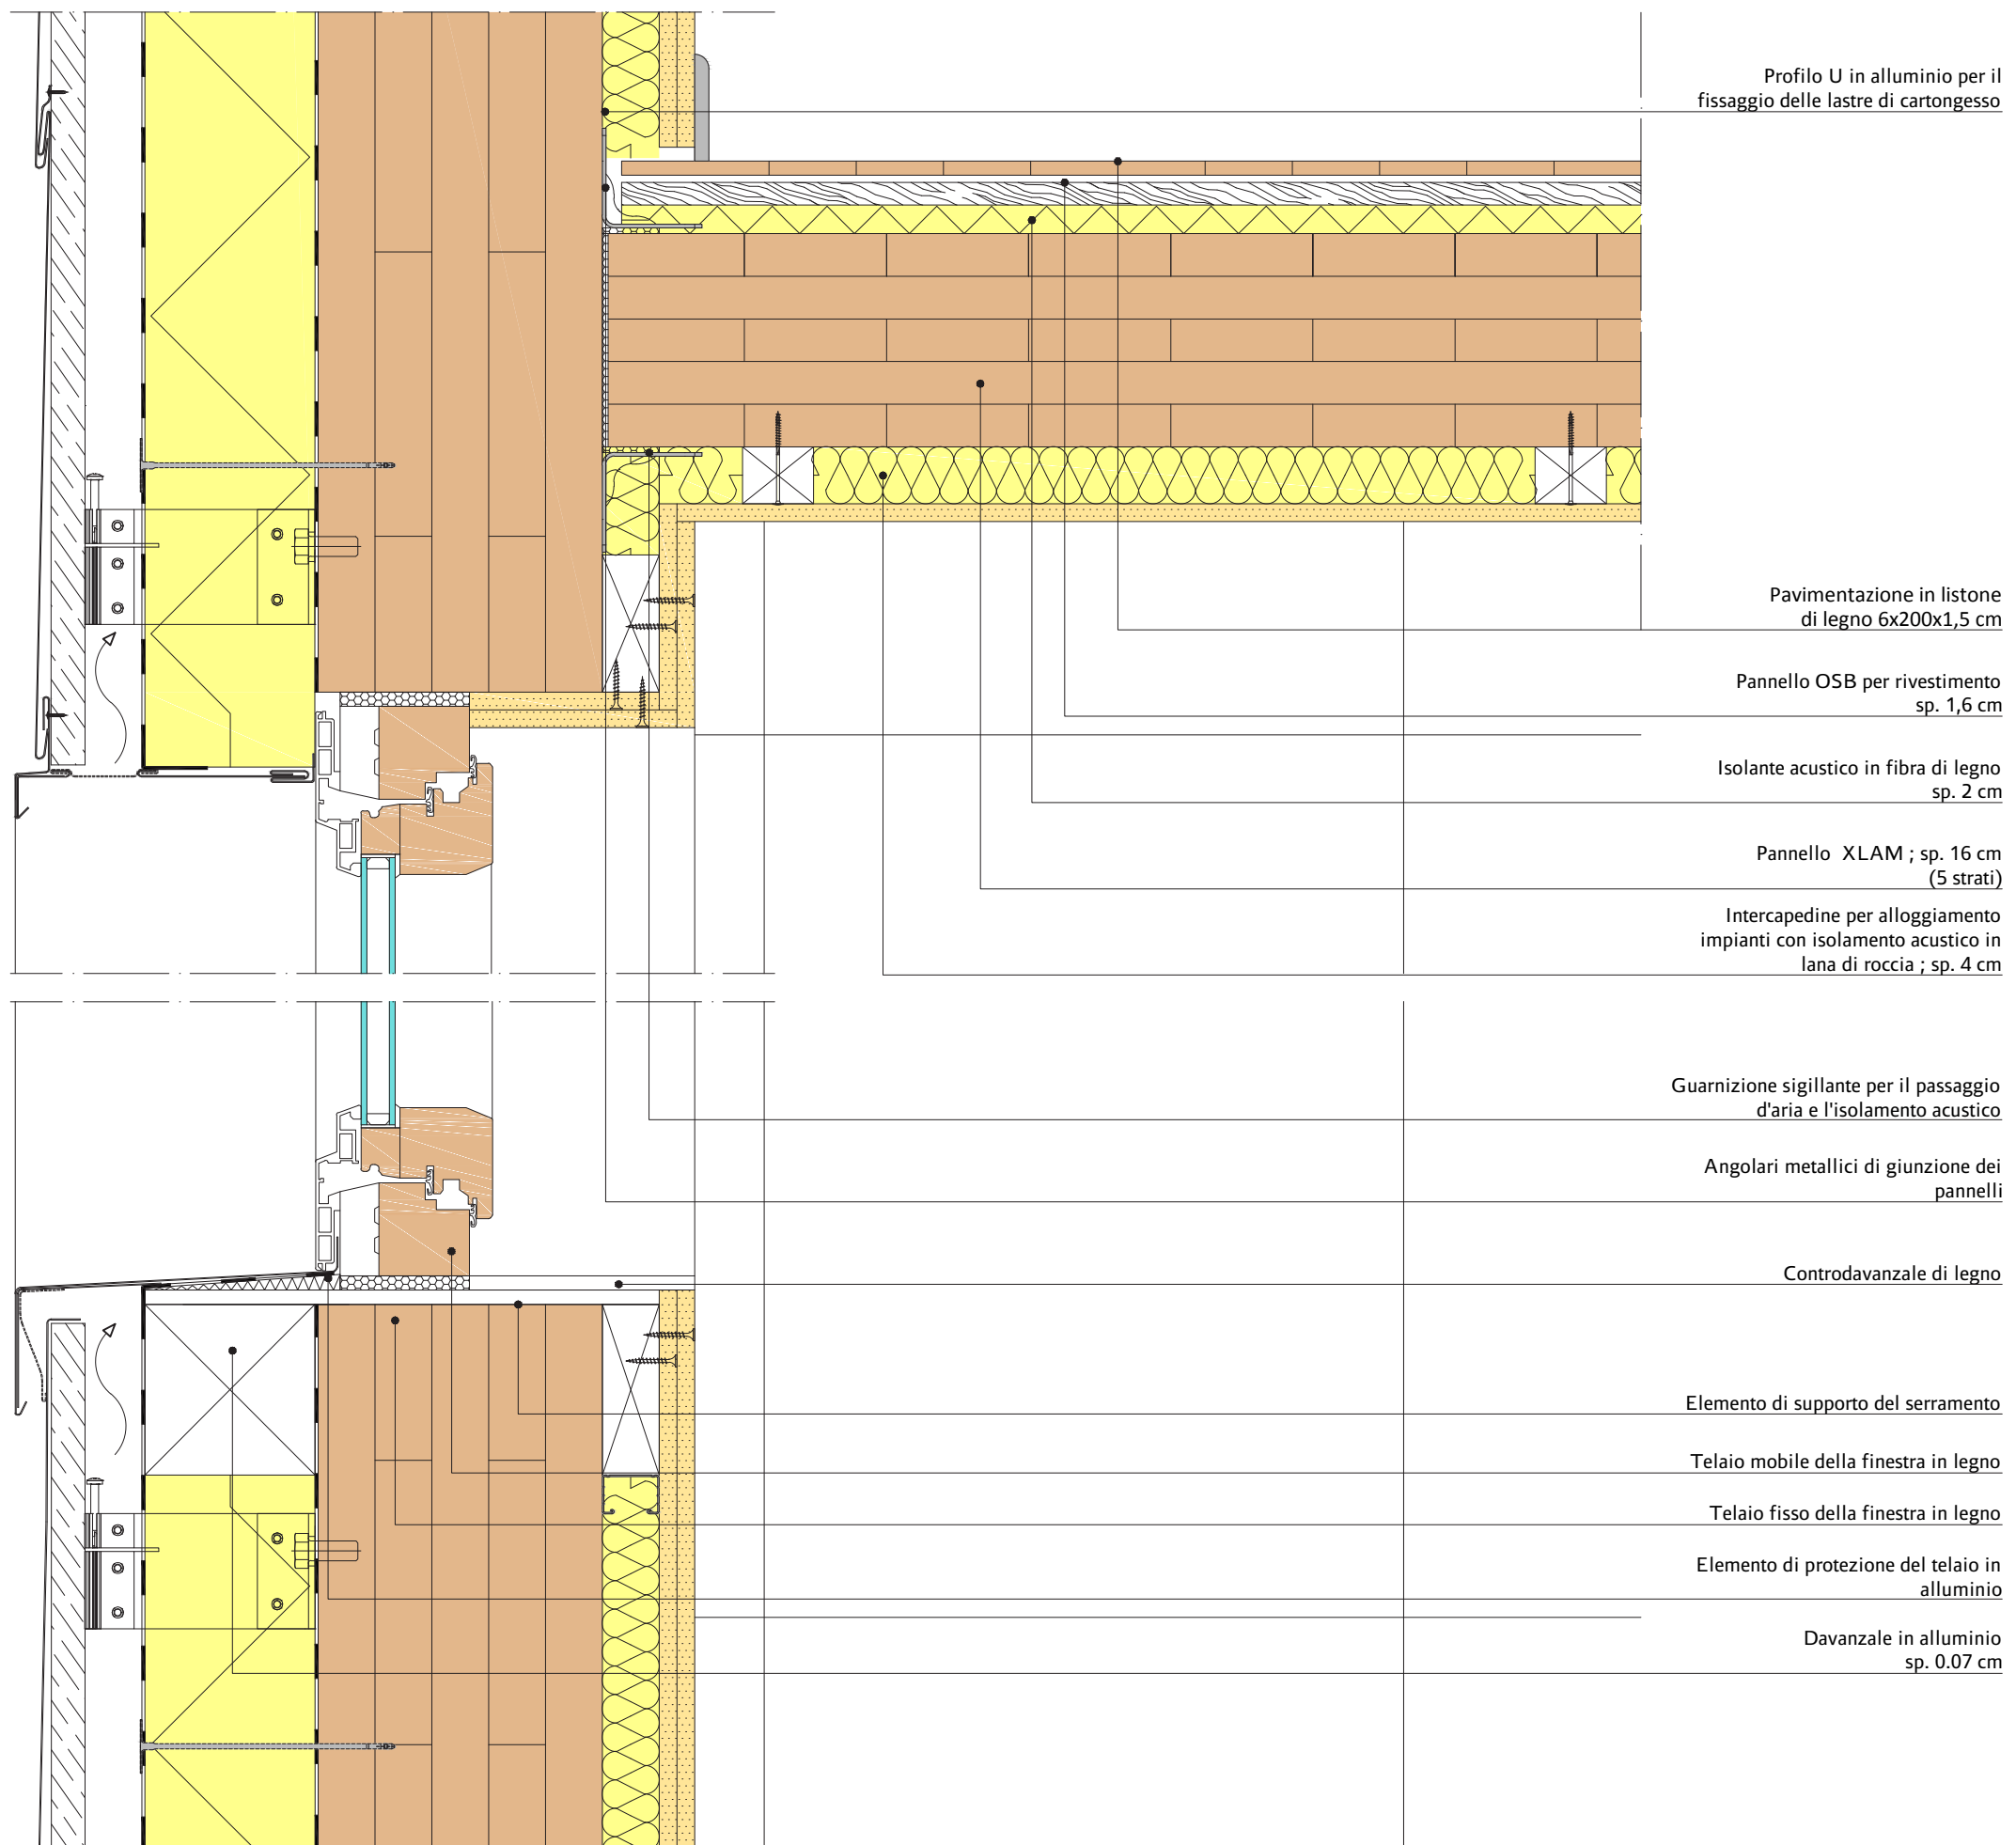 Profilo U in alluminio per il
fissaggio delle lastre di cartongesso
Pavimentazione in listone
di legno 6x200x1,5 cm
Pannello OSB per rivestimento
sp. 1,6 cm
Isolante acustico in fibra di legno
sp. 2 cm
Pannello XLAM ; sp. 16 cm
(5 strati)
Intercapedine per alloggiamento
impianti con isolamento acustico in
lana di roccia ; sp. 4 cm
Guarnizione sigillante per il passaggio
d'aria e l'isolamento acustico
Angolari metallici di giunzione dei
pannelli
Controdavanzale di legno
Elemento di supporto del serramento
Telaio mobile della finestra in legno
Telaio fisso della finestra in legno
Elemento di protezione del telaio in
alluminio
Davanzale in alluminio
sp. 0.07 cm